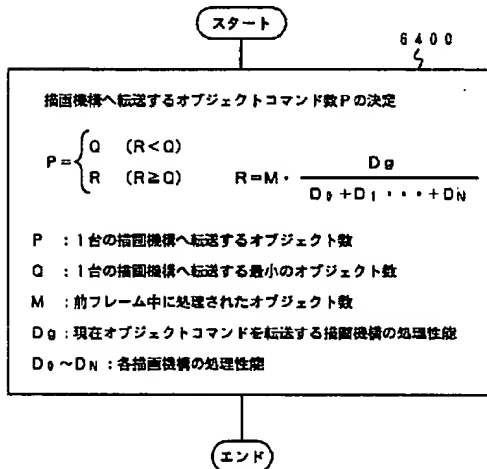 スタート
6400
描画機構へ転送するオブジェクトコマンド数Pの決定
P={ Q (R<Q)
R (R≧Q) R=M・ Dg / D0+D1・・・+DN
P:1台の描画機構へ転送するオブジェクト数
Q:1台の描画機構へ転送する最小のオブジェクト数
M:前フレーム中に処理されたオブジェクト数
Dg:現在オブジェクトコマンドを転送する描画機構の処理性能
D0~DN:各描画機構の処理性能
エンド